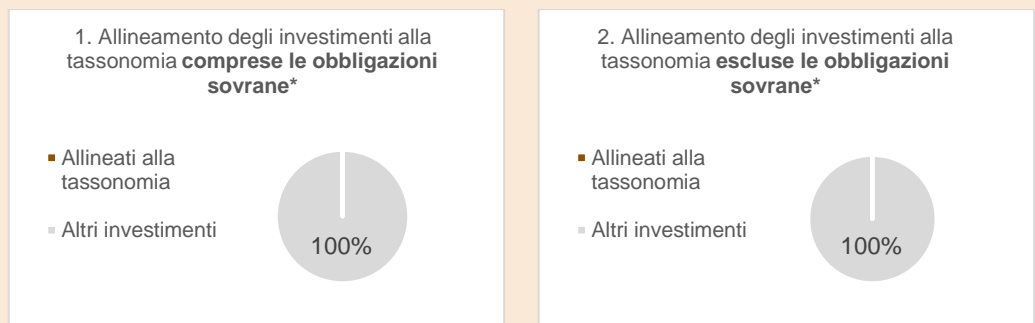 1. Allineamento degli investimenti alla
tassonomia comprese le obbligazioni
sovrane*
Allineati alla
tassonomia
Altri investimenti
100%
2. Allineamento degli investimenti alla
tassonomia escluse le obbligazioni
sovrane*
Allineati alla
tassonomia
Altri investimenti
100%